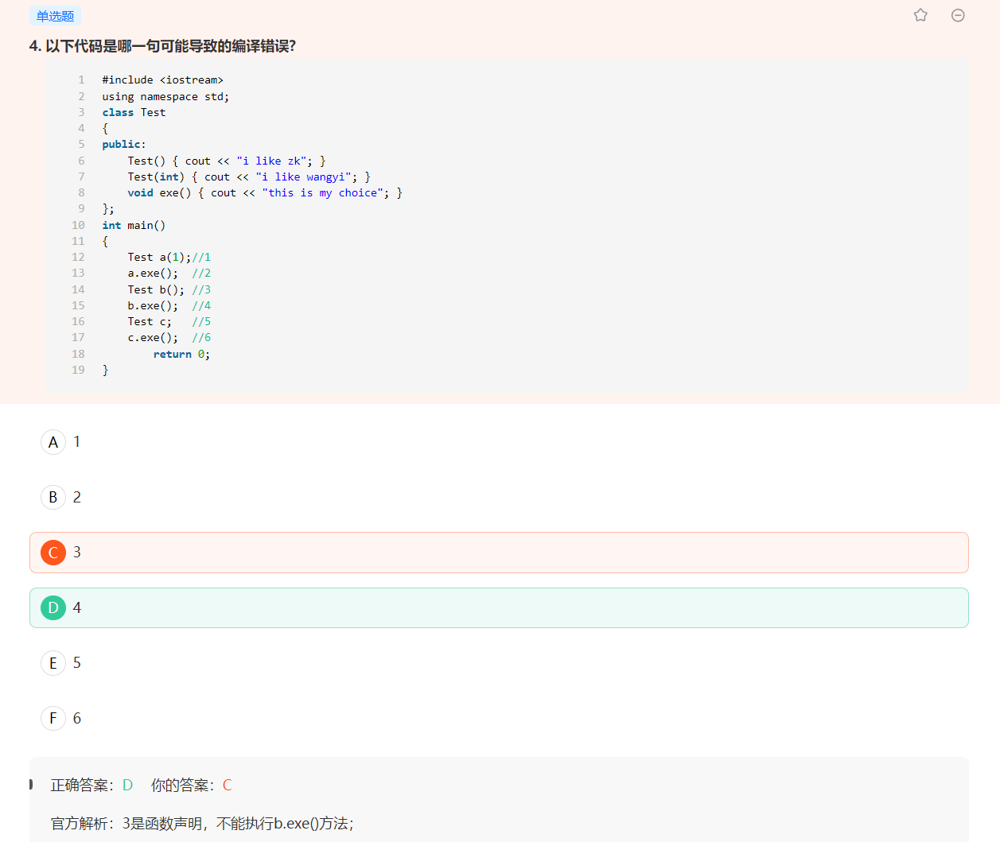 单选题
4. 以下代码是哪一句可能导致的编译错误?
1 #include <iostream>
2 using namespace std;
3 class Test
4 {
5 public:
6     Test() { cout << "i like zk"; }
7     Test(int) { cout << "i like wangyi"; }
8     void exe() { cout << "this is my choice"; }
9 };
10 int main()
11 {
12     Test a(1);//1
13     a.exe();  //2
14     Test b(); //3
15     b.exe();  //4
16     Test c;   //5
17     c.exe();  //6
18         return 0;
19 }
A 1
B 2
C 3
D 4
E 5
F 6
正确答案：D 你的答案：C
官方解析：3是函数声明，不能执行b.exe()方法；